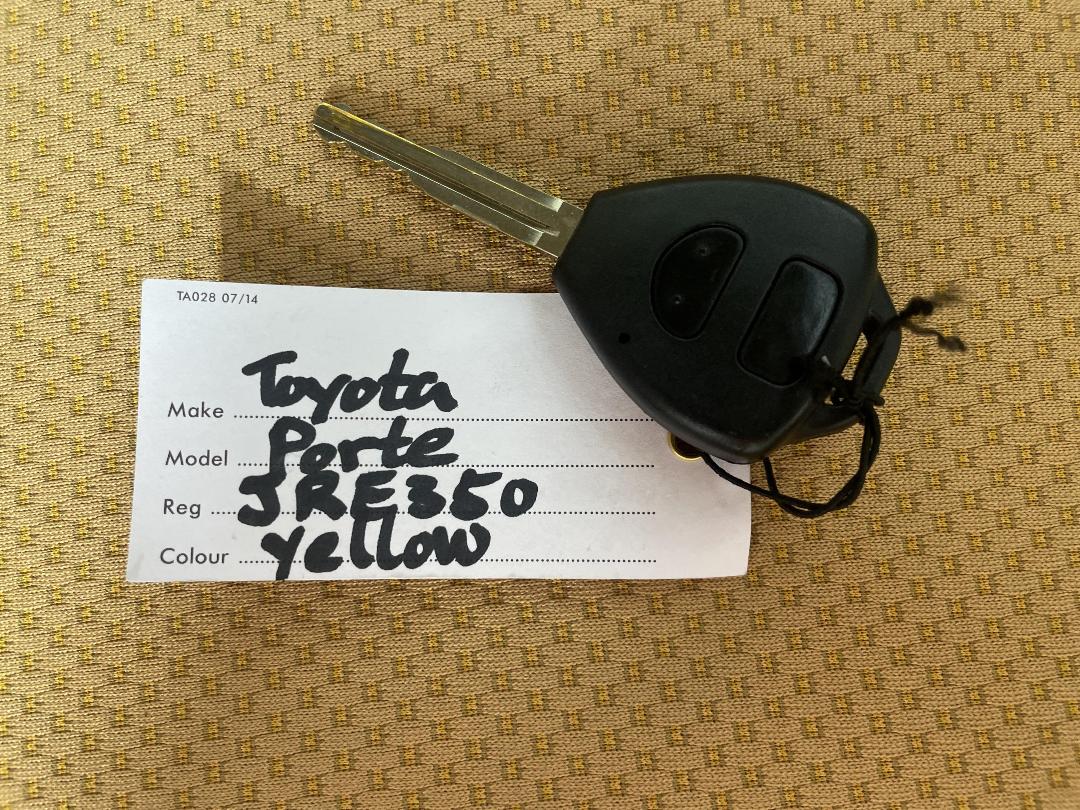 TA028 07/14
Make Toyota
Model Porte
Reg JRE350
Colour yellow